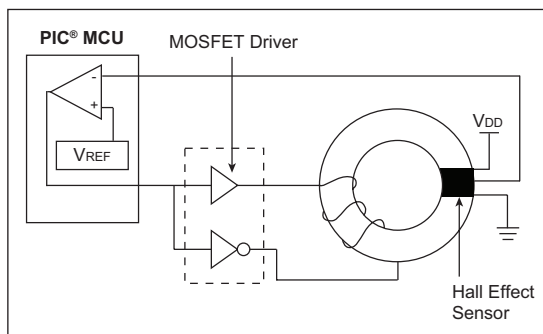 PIC® MCU
MOSFET Driver
-
+
VREF
VDD
Hall Effect
Sensor